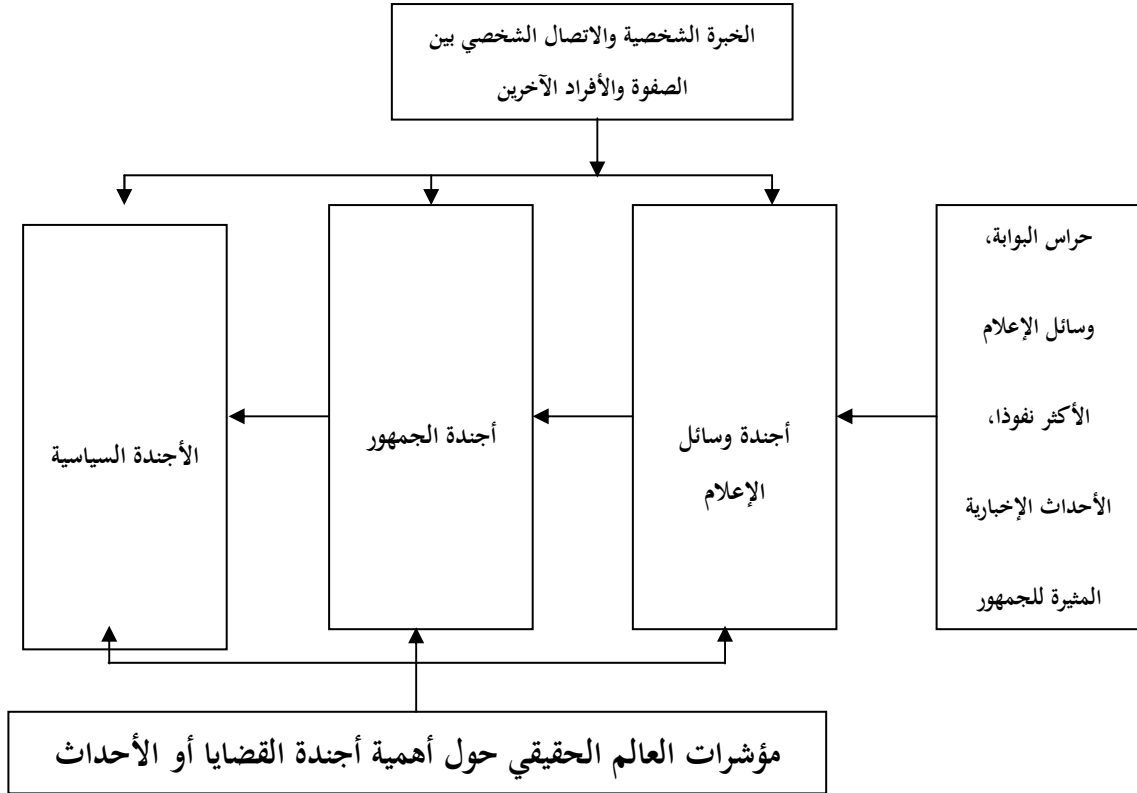 الخبرة الشخصية والاتصال الشخصي بين
الصفوة والأفراد الآخرين
حراس البوابة،
وسائل الإعلام
الأكثر نفوذا،
الأحداث الإخبارية
المثيرة للجمهور
أجندة وسائل
الإعلام
أجندة الجمهور
الأجندة السياسية
مؤشرات العالم الحقيقي حول أهمية أجندة القضايا أو الأحداث